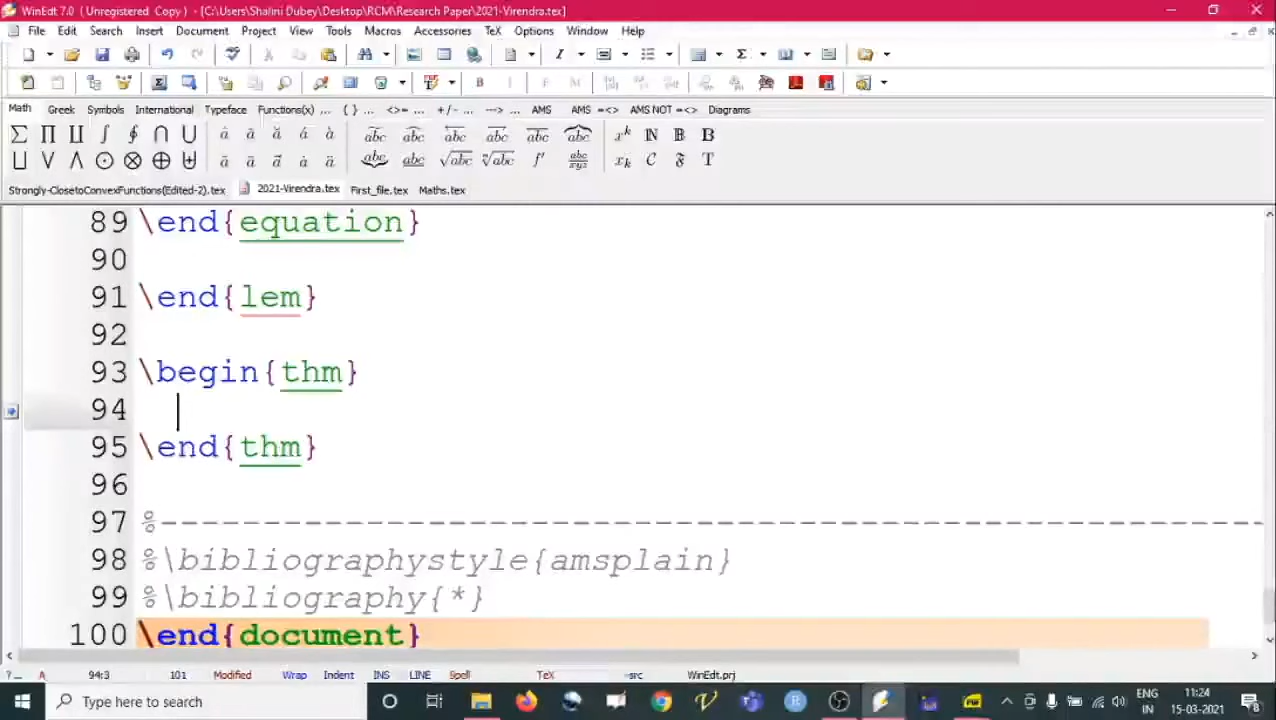 WinEdt 7.0 ( Unregistered Copy ) - [C:\Users\Shalini Dubey\Desktop\RCM\Research Paper\2021-Virendra.tex]
File Edit Search Insert Document Project View Tools Macros Accessories TeX Options Window Help
Math Greek Symbols International Typeface Functions(x) ... { } ... <>= ... +/- ... ---> ... AMS AMS =<> AMS NOT =<> Diagrams
Strongly-ClosetoConvexFunctions(Edited-2).tex 2021-Virendra.tex First_file.tex Maths.tex
89 \end{equation}
90
91 \end{lem}
92
93 \begin{thm}
94
95 \end{thm}
96
97 %------------------------------------------------------
98 %\bibliographystyle{amsplain}
99 %\bibliography{*}
100 \end{document}
?... A 94:3 101 Modified Wrap Indent INS LINE Spell TeX --src WinEdt.prj
Type here to search
ENG 11:24
IN 15-03-2021